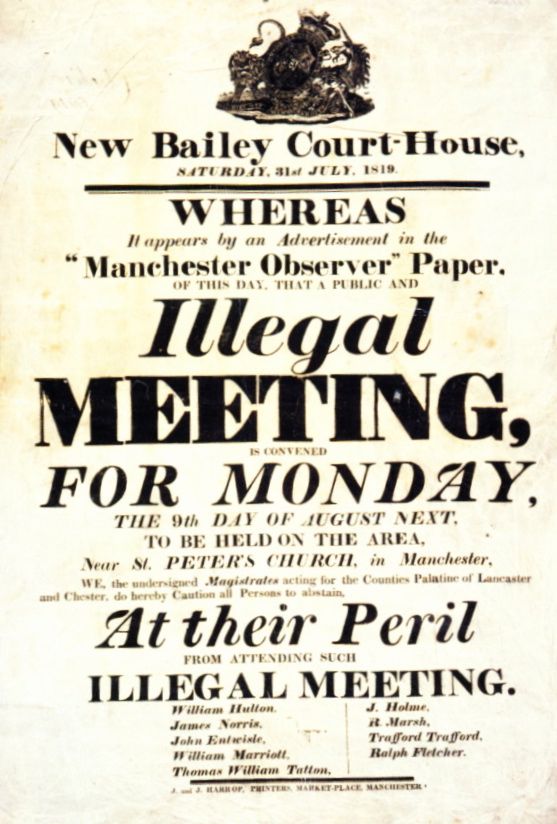 New Bailey Court-House,
SATURDAY, 31st JULY, 1819.
WHEREAS
It appears by an Advertisement in the
"Manchester Observer" Paper,
OF THIS DAY, THAT A PUBLIC AND
Illegal
MEETING,
IS CONVENED
FOR MONDAY,
THE 9th DAY OF AUGUST NEXT,
TO BE HELD ON THE AREA,
Near St. PETER'S CHURCH, in Manchester,
WE, the undersigned Magistrates acting for the Counties Palatine of Lancaster
and Chester, do hereby Caution all Persons to abstain,
At their Peril
FROM ATTENDING SUCH
ILLEGAL MEETING.
William Hulton,
James Norris,
John Entwisle,
William Marriott,
Thomas William Tatton,
J. Holme,
R. Marsh,
Trafford Trafford,
Ralph Fletcher.
J. and J. HARROP, PRINTERS, MARKET-PLACE, MANCHESTER.